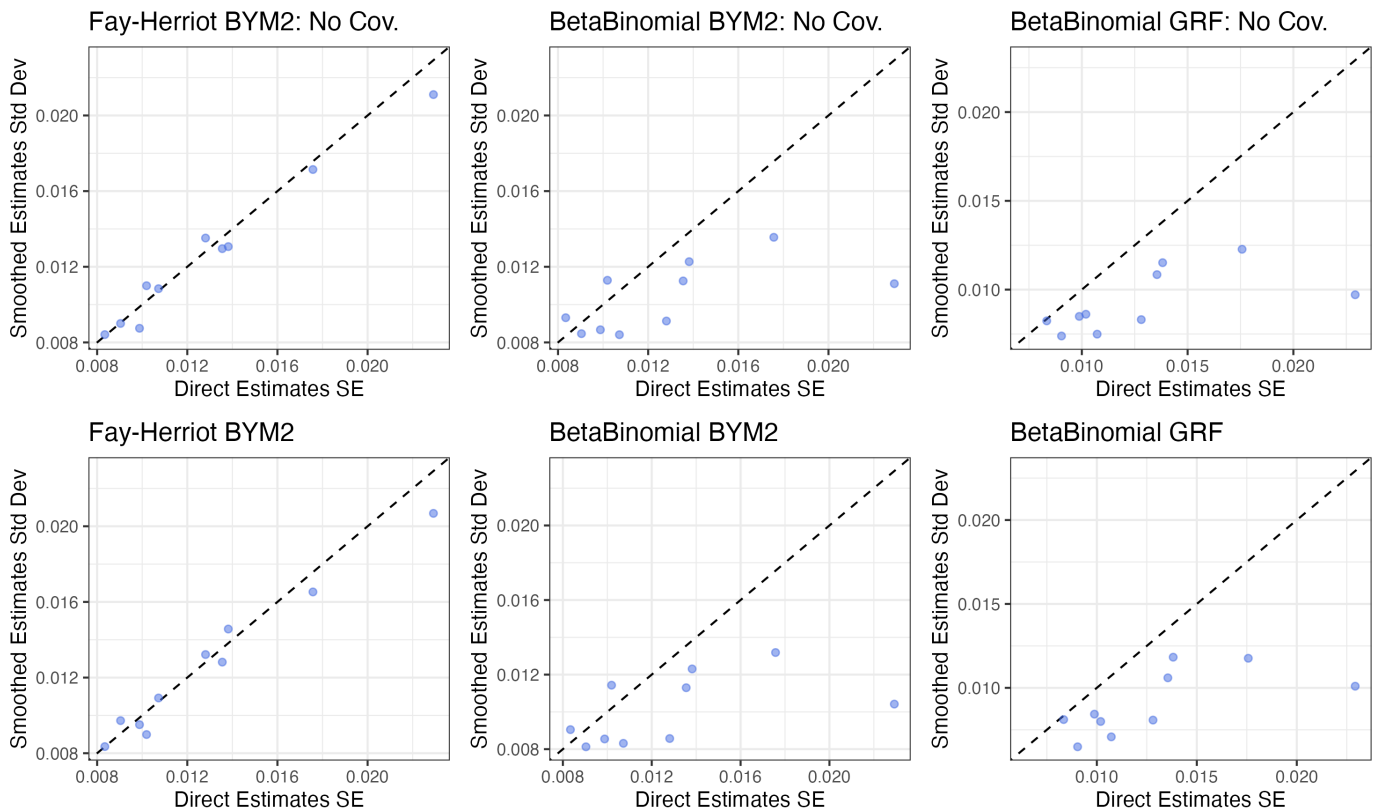 Fay-Herriot BYM2: No Cov.
Smoothed Estimates Std Dev
0.020
0.016
0.012
0.008
0.008 0.012 0.016 0.020
Direct Estimates SE
BetaBinomial BYM2: No Cov.
Smoothed Estimates Std Dev
0.020
0.016
0.012
0.008
0.008 0.012 0.016 0.020
Direct Estimates SE
BetaBinomial GRF: No Cov.
Smoothed Estimates Std Dev
0.020
0.015
0.010
0.010 0.015 0.020
Direct Estimates SE
Fay-Herriot BYM2
Smoothed Estimates Std Dev
0.020
0.016
0.012
0.008
0.008 0.012 0.016 0.020
Direct Estimates SE
BetaBinomial BYM2
Smoothed Estimates Std Dev
0.020
0.016
0.012
0.008
0.008 0.012 0.016 0.020
Direct Estimates SE
BetaBinomial GRF
Smoothed Estimates Std Dev
0.020
0.015
0.010
0.010 0.015 0.020
Direct Estimates SE